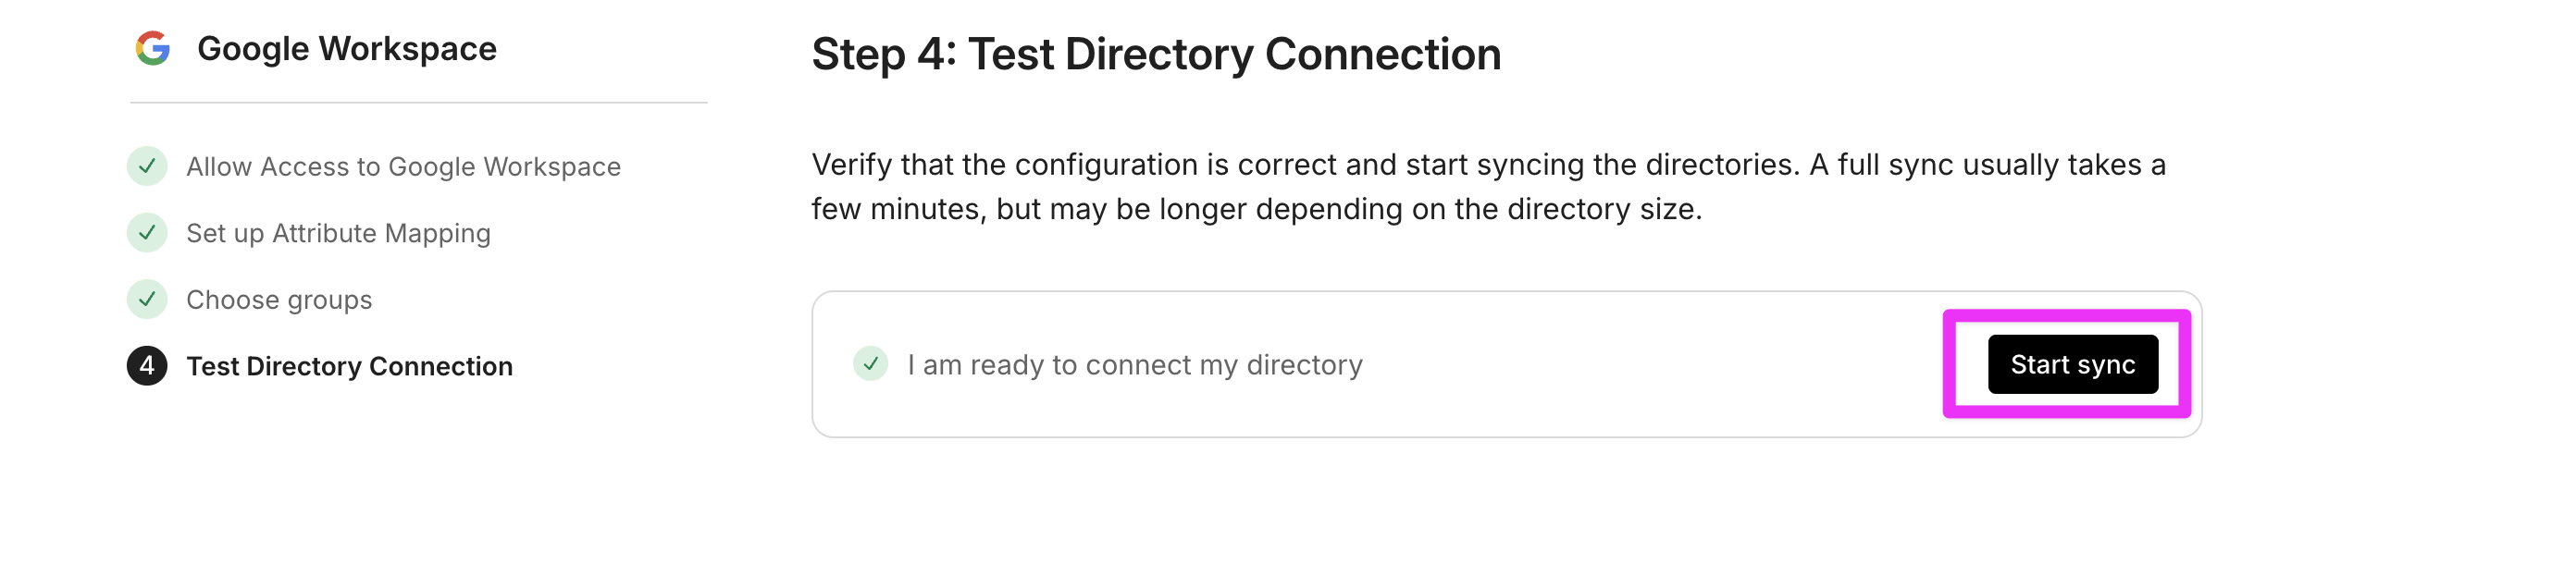 Google Workspace
Allow Access to Google Workspace
Set up Attribute Mapping
Choose groups
4 Test Directory Connection
Step 4: Test Directory Connection
Verify that the configuration is correct and start syncing the directories. A full sync usually takes a
few minutes, but may be longer depending on the directory size.
I am ready to connect my directory
Start sync